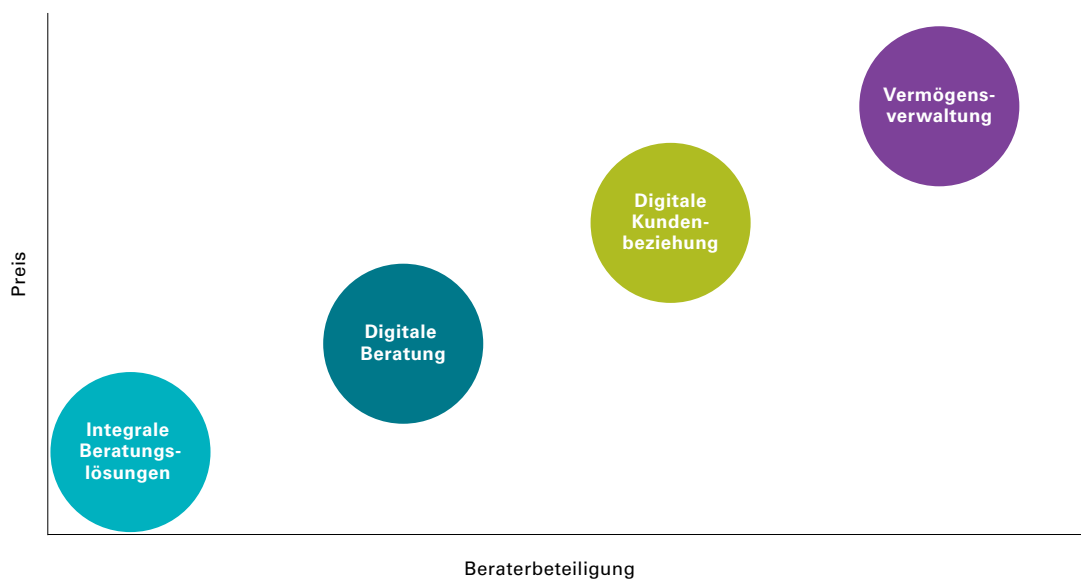 Vermögens-
verwaltung
Digitale
Kunden-
beziehung
Preis
Digitale
Beratung
Integrale
Beratungs-
lösungen
Beraterbeteiligung